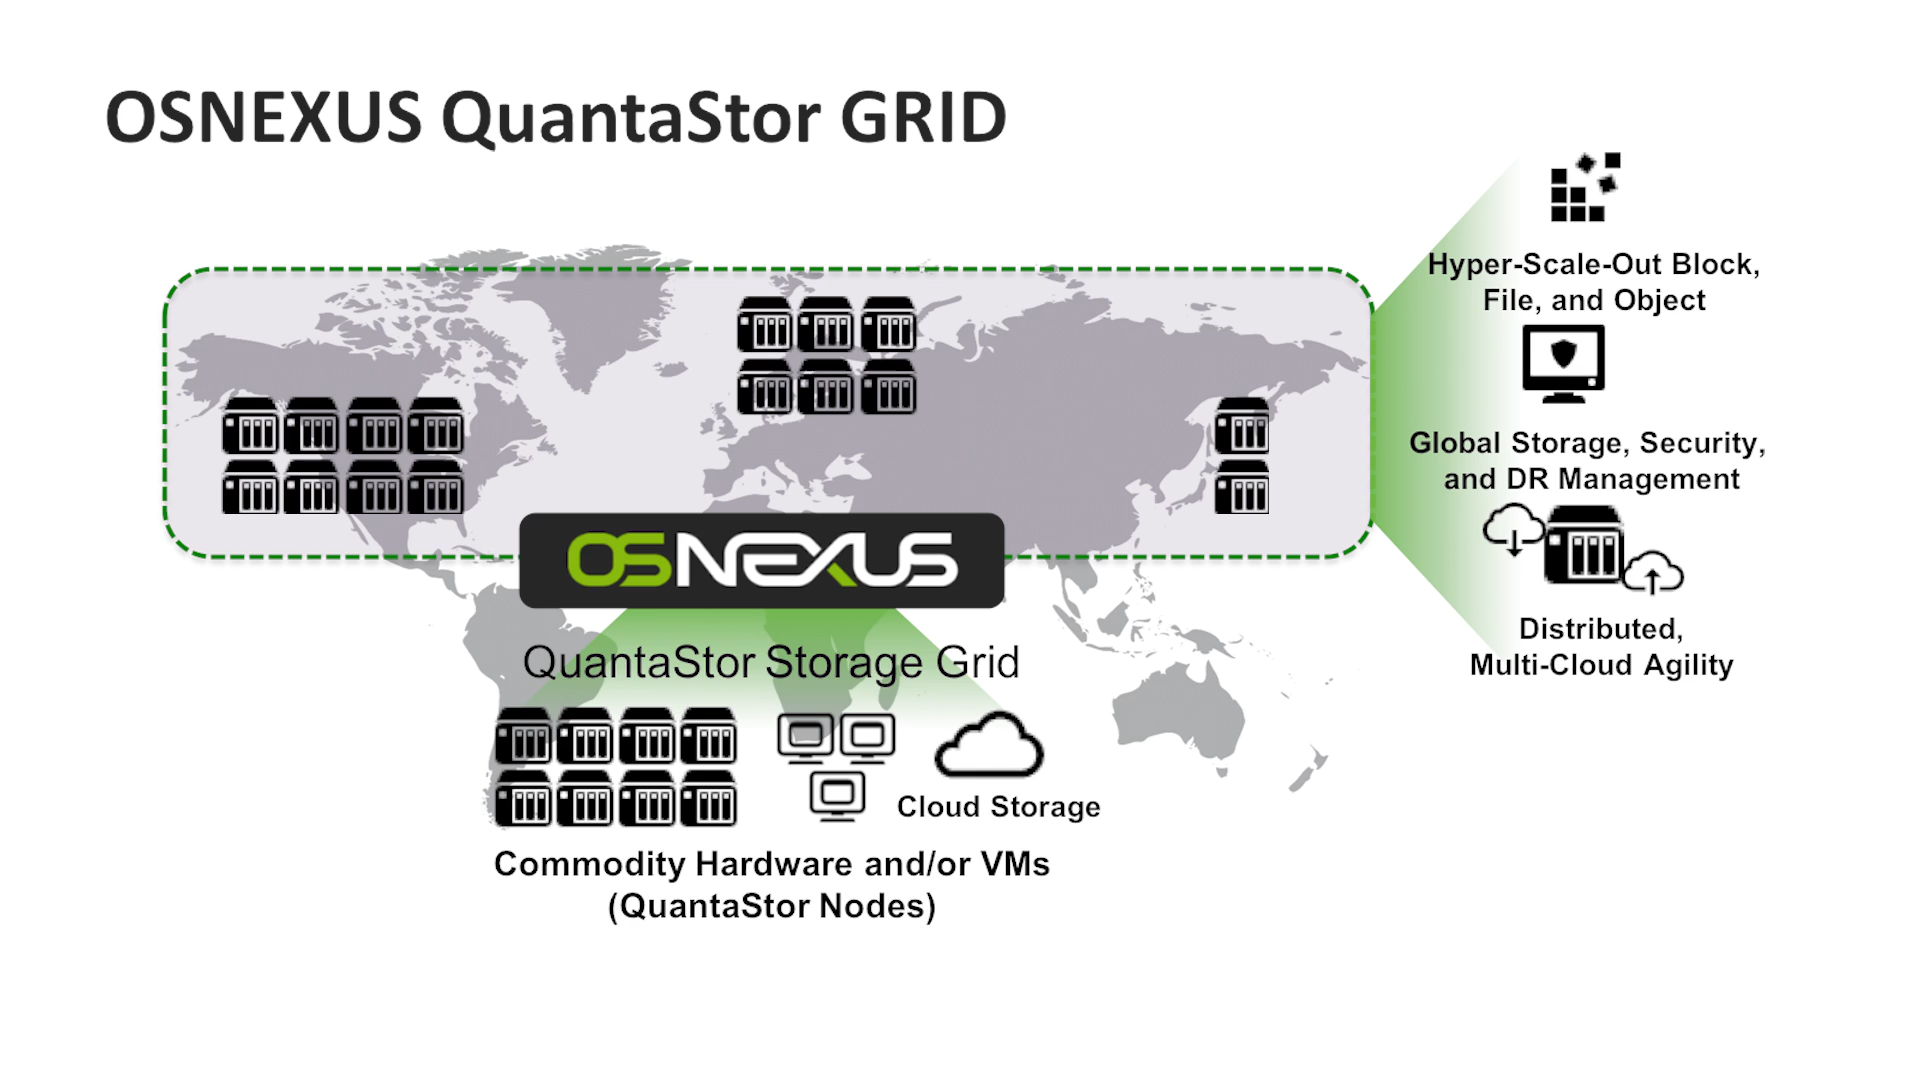 OSNEXUS QuantaStor GRID
Hyper-Scale-Out Block,
File, and Object
Global Storage, Security,
and DR Management
Distributed,
Multi-Cloud Agility
OSNEXUS
QuantaStor Storage Grid
Cloud Storage
Commodity Hardware and/or VMs
(QuantaStor Nodes)